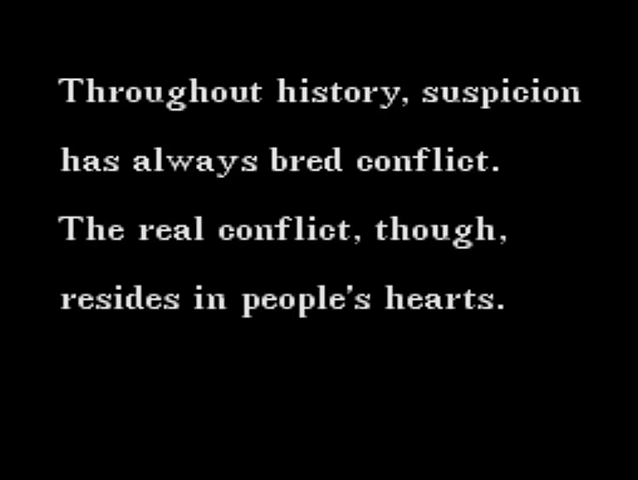 Throughout history, suspicion
has always bred conflict.
The real conflict, though,
resides in people's hearts.